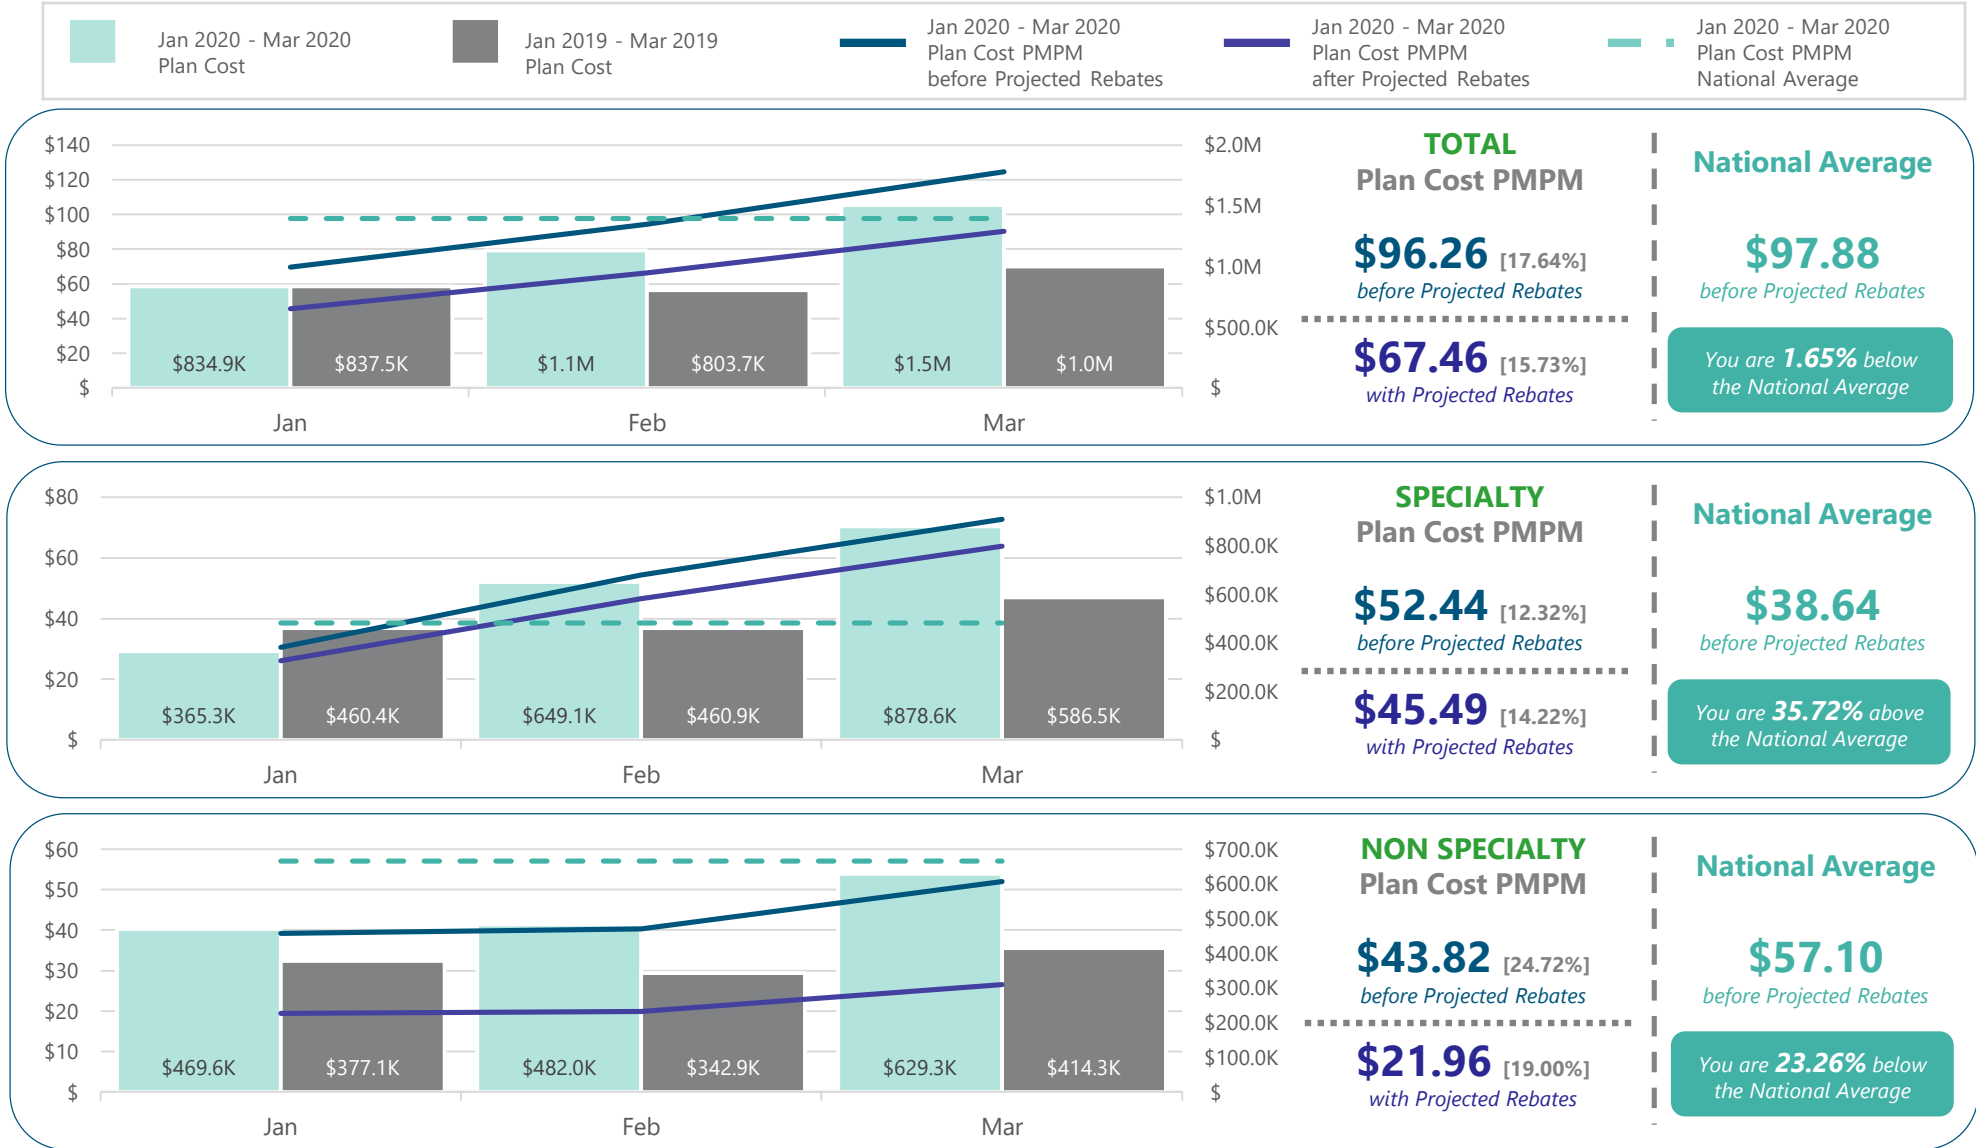 Jan 2020 - Mar 2020
Plan Cost
Jan 2019 - Mar 2019
Plan Cost
Jan 2020 - Mar 2020
Plan Cost PMPM
before Projected Rebates
Jan 2020 - Mar 2020
Plan Cost PMPM
after Projected Rebates
Jan 2020 - Mar 2020
Plan Cost PMPM
National Average
$140
$120
$100
$80
$60
$40
$20
$
$834.9K
$837.5K
$1.1M
$803.7K
$1.5M
$1.0M
Jan
Feb
Mar
$2.0M
$1.5M
$1.0M
$500.0K
$
TOTAL
Plan Cost PMPM
$96.26 [17.64%]
before Projected Rebates
$67.46 [15.73%]
with Projected Rebates
National Average
$97.88
before Projected Rebates
You are 1.65% below
the National Average
$80
$60
$40
$20
$
$365.3K
$460.4K
$649.1K
$460.9K
$878.6K
$586.5K
Jan
Feb
Mar
$1.0M
$800.0K
$600.0K
$400.0K
$200.0K
$
SPECIALTY
Plan Cost PMPM
$52.44 [12.32%]
before Projected Rebates
$45.49 [14.22%]
with Projected Rebates
National Average
$38.64
before Projected Rebates
You are 35.72% above
the National Average
$60
$50
$40
$30
$20
$10
$
$469.6K
$377.1K
$482.0K
$342.9K
$629.3K
$414.3K
Jan
Feb
Mar
$700.0K
$600.0K
$500.0K
$400.0K
$300.0K
$200.0K
$100.0K
$
NON SPECIALTY
Plan Cost PMPM
$43.82 [24.72%]
before Projected Rebates
$21.96 [19.00%]
with Projected Rebates
National Average
$57.10
before Projected Rebates
You are 23.26% below
the National Average